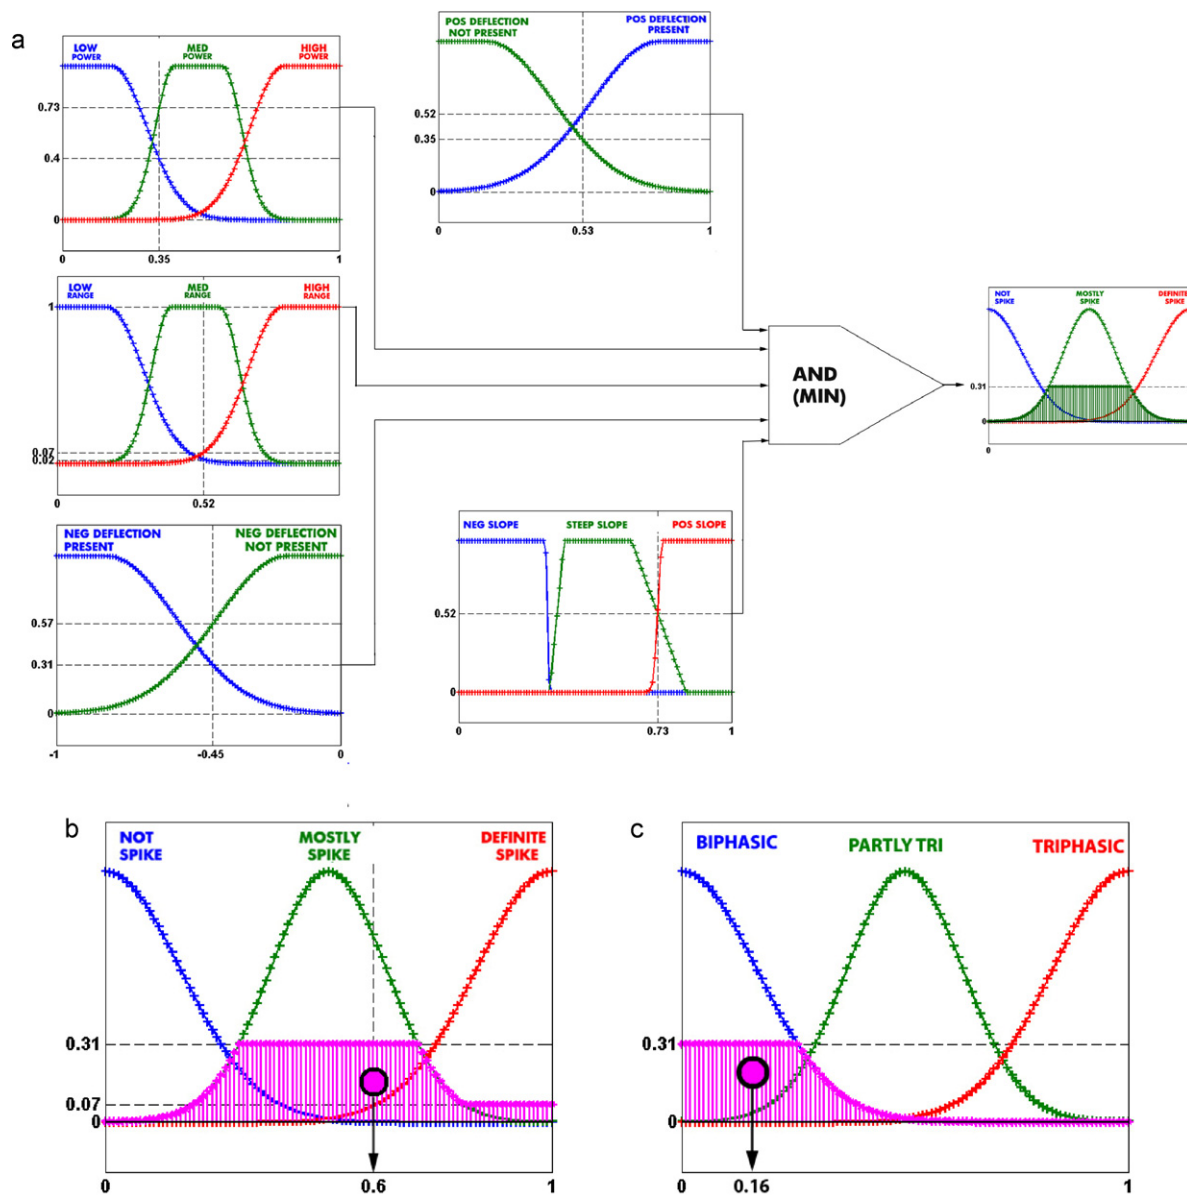 a
LOW
POWER
MED
POWER
HIGH
POWER
0.73
0.4
0
0
0.35
1
POS DEFLECTION
NOT PRESENT
POS DEFLECTION
PRESENT
0.52
0.35
0
0
0.53
1
LOW
RANGE
MED
RANGE
HIGH
RANGE
1
0.07
0.02
0
0.52
1
NEG DEFLECTION
PRESENT
NEG DEFLECTION
NOT PRESENT
0.57
0.31
0
-1
-0.45
0
NEG SLOPE
STEEP SLOPE
POS SLOPE
0.52
0
0
0.73
1
AND
(MIN)
NOT
SPIKE
MOSTLY
SPIKE
DEFINITE
SPIKE
0.31
0
0
b
NOT
SPIKE
MOSTLY
SPIKE
DEFINITE
SPIKE
0.31
0.07
0
0
0.6
1
c
BIPHASIC
PARTLY TRI
TRIPHASIC
0.31
0
0
0.16
1